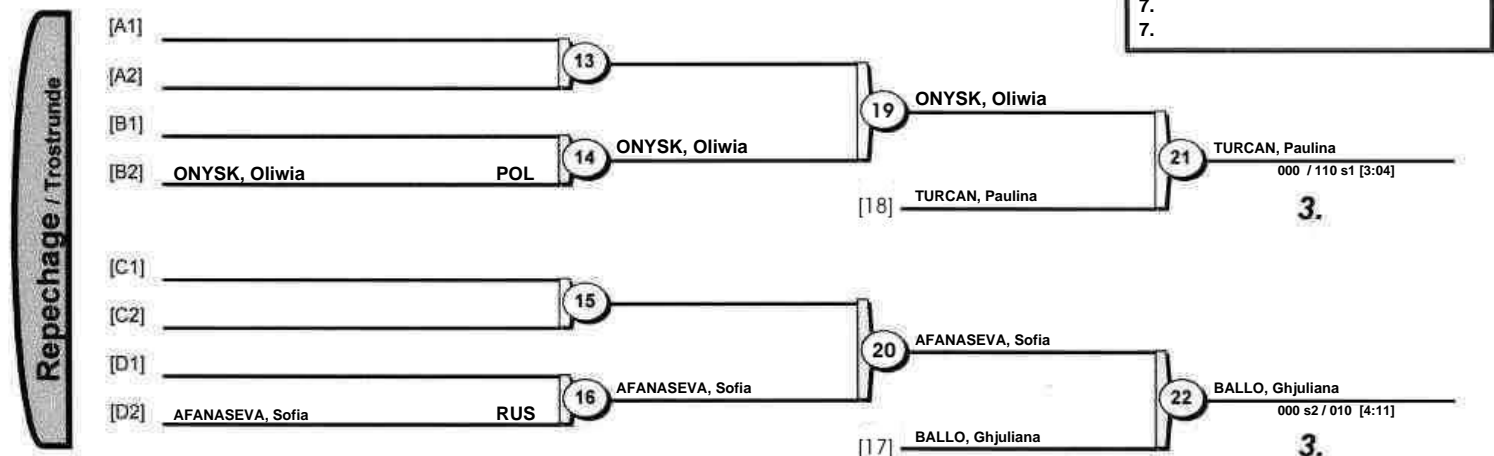 7.
7.
Repechage / Trostrunde
[A1]
13
[A2]
19 ONYSK, Oliwia
[B1]
14 ONYSK, Oliwia
[B2] ONYSK, Oliwia POL
21 TURCAN, Paulina
000 / 110 s1 [3:04]
[18] TURCAN, Paulina
3.
[C1]
15
[C2]
20 AFANASEVA, Sofia
[D1]
16 AFANASEVA, Sofia
[D2] AFANASEVA, Sofia RUS
22 BALLO, Ghjuliana
000 s2 / 010 [4:11]
[17] BALLO, Ghjuliana
3.